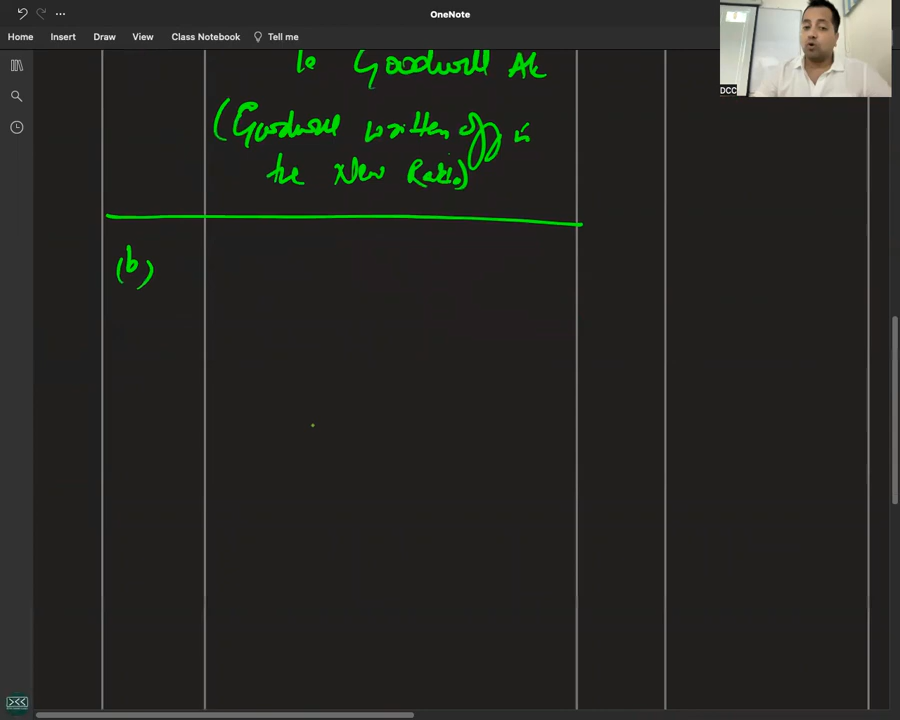 OneNote
Home Insert Draw View Class Notebook Tell me
To Goodwill Ac
(Goodwill written off in
the New Ratio)
(b)
DCC